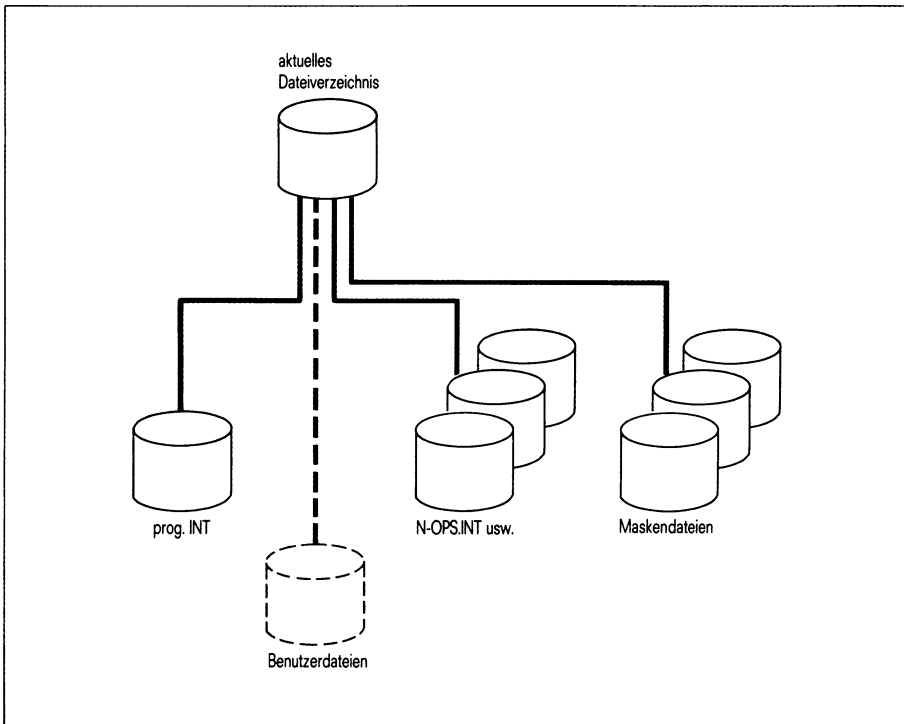 aktuelles
Dateiverzeichnis
prog. INT
N-OPS.INT usw.
Maskendateien
Benutzerdateien